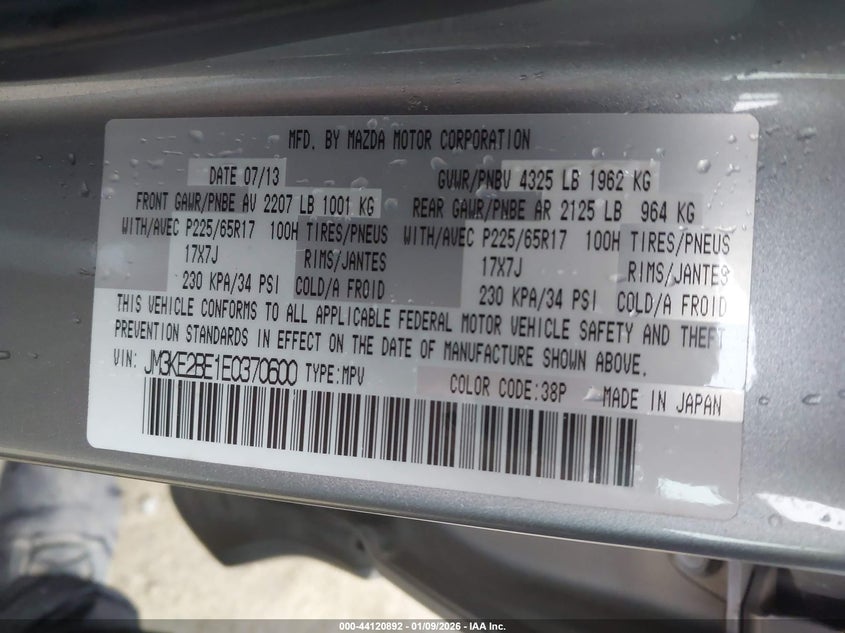 MFD. BY MAZDA MOTOR CORPORATION
DATE 07/13 GVWR/PNBV 4325 LB 1962 KG
FRONT GAWR/PNBE AV 2207 LB 1001 KG REAR GAWR/PNBE AR 2125 LB 964 KG
WITH/AVEC P225/65R17 100H TIRES/PNEUS WITH/AVEC P225/65R17 100H TIRES/PNEUS
17X7J RIMS/JANTES 17X7J RIMS/JANTES
230 KPA/34 PSI COLD/A FROID 230 KPA/34 PSI COLD/A FROID
THIS VEHICLE CONFORMS TO ALL APPLICABLE FEDERAL MOTOR VEHICLE SAFETY AND THEFT
PREVENTION STANDARDS IN EFFECT ON THE DATE OF MANUFACTURE SHOWN ABOVE.
VIN: JM3KE2BE1E0370600 TYPE:MPV COLOR CODE:38P MADE IN JAPAN
000-44120892 - 01/09/2026 - IAA Inc.